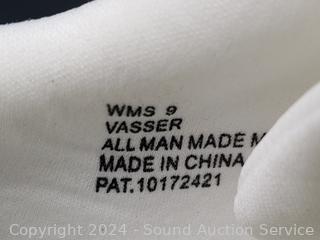 WMS 9
VASSER
ALL MAN MADE M
MADE IN CHINA
PAT.10172421
Copyright © 2024 - Sound Auction Service